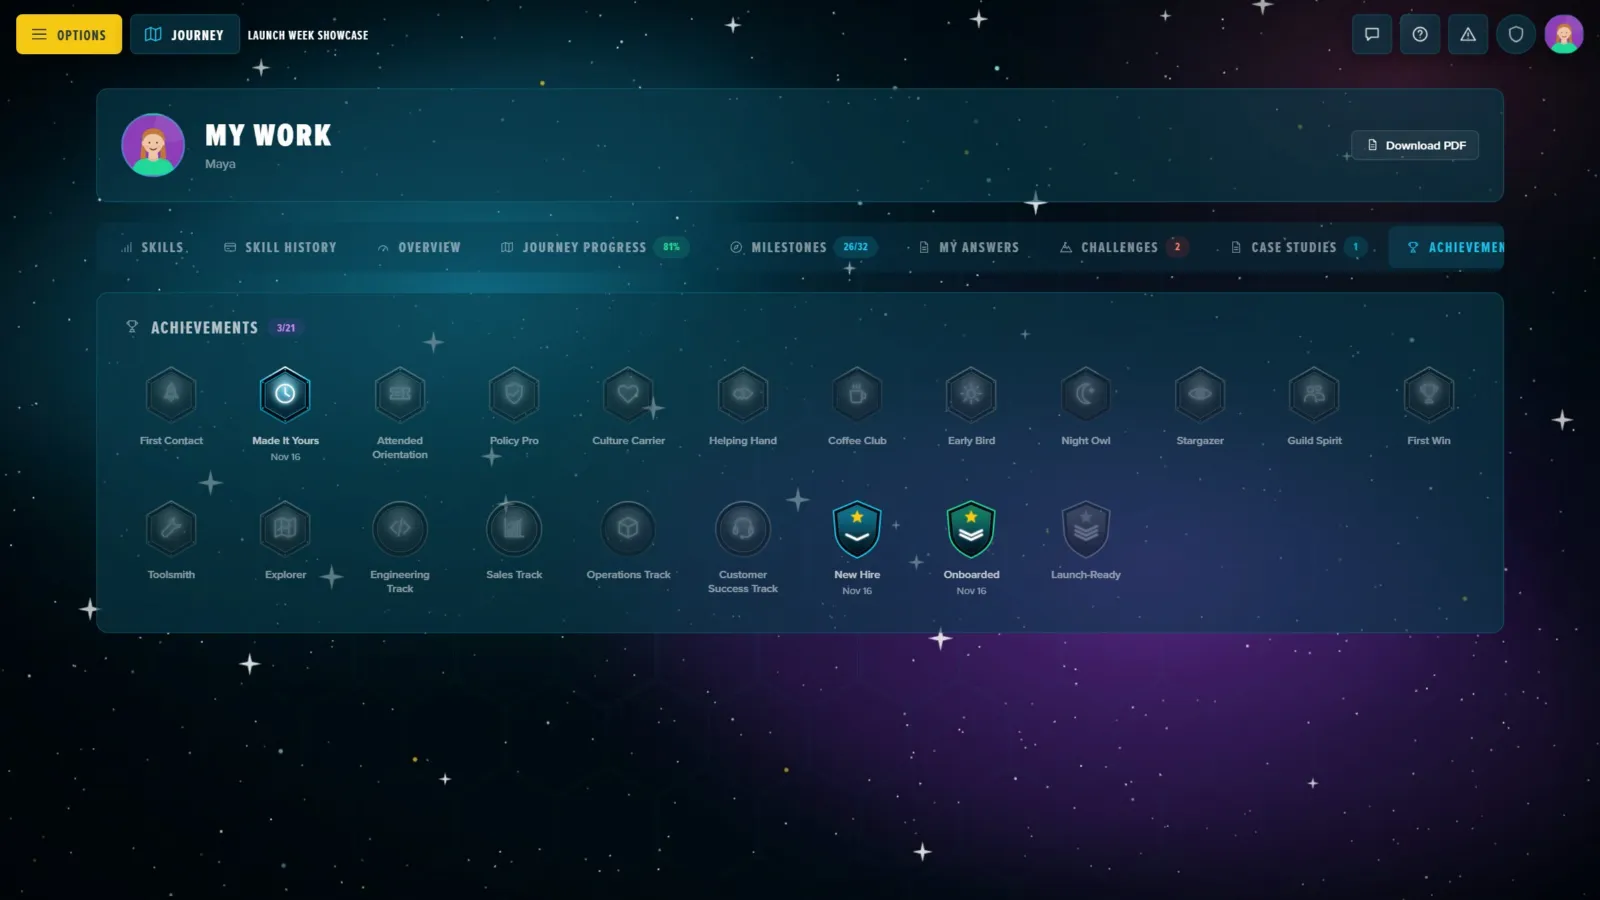 OPTIONS
JOURNEY
LAUNCH WEEK SHOWCASE
MY WORK
Maya
Download PDF
SKILLS
SKILL HISTORY
OVERVIEW
JOURNEY PROGRESS 81%
MILESTONES 26/32
MY ANSWERS
CHALLENGES 2
CASE STUDIES 1
ACHIEVEMEN
ACHIEVEMENTS 3/21
First Contact
Made It Yours
Nov 16
Attended
Orientation
Policy Pro
Culture Carrier
Helping Hand
Coffee Club
Early Bird
Night Owl
Stargazer
Guild Spirit
First Win
Toolsmith
Explorer
Engineering
Track
Sales Track
Operations Track
Customer
Success Track
New Hire
Nov 16
Onboarded
Nov 16
Launch-Ready